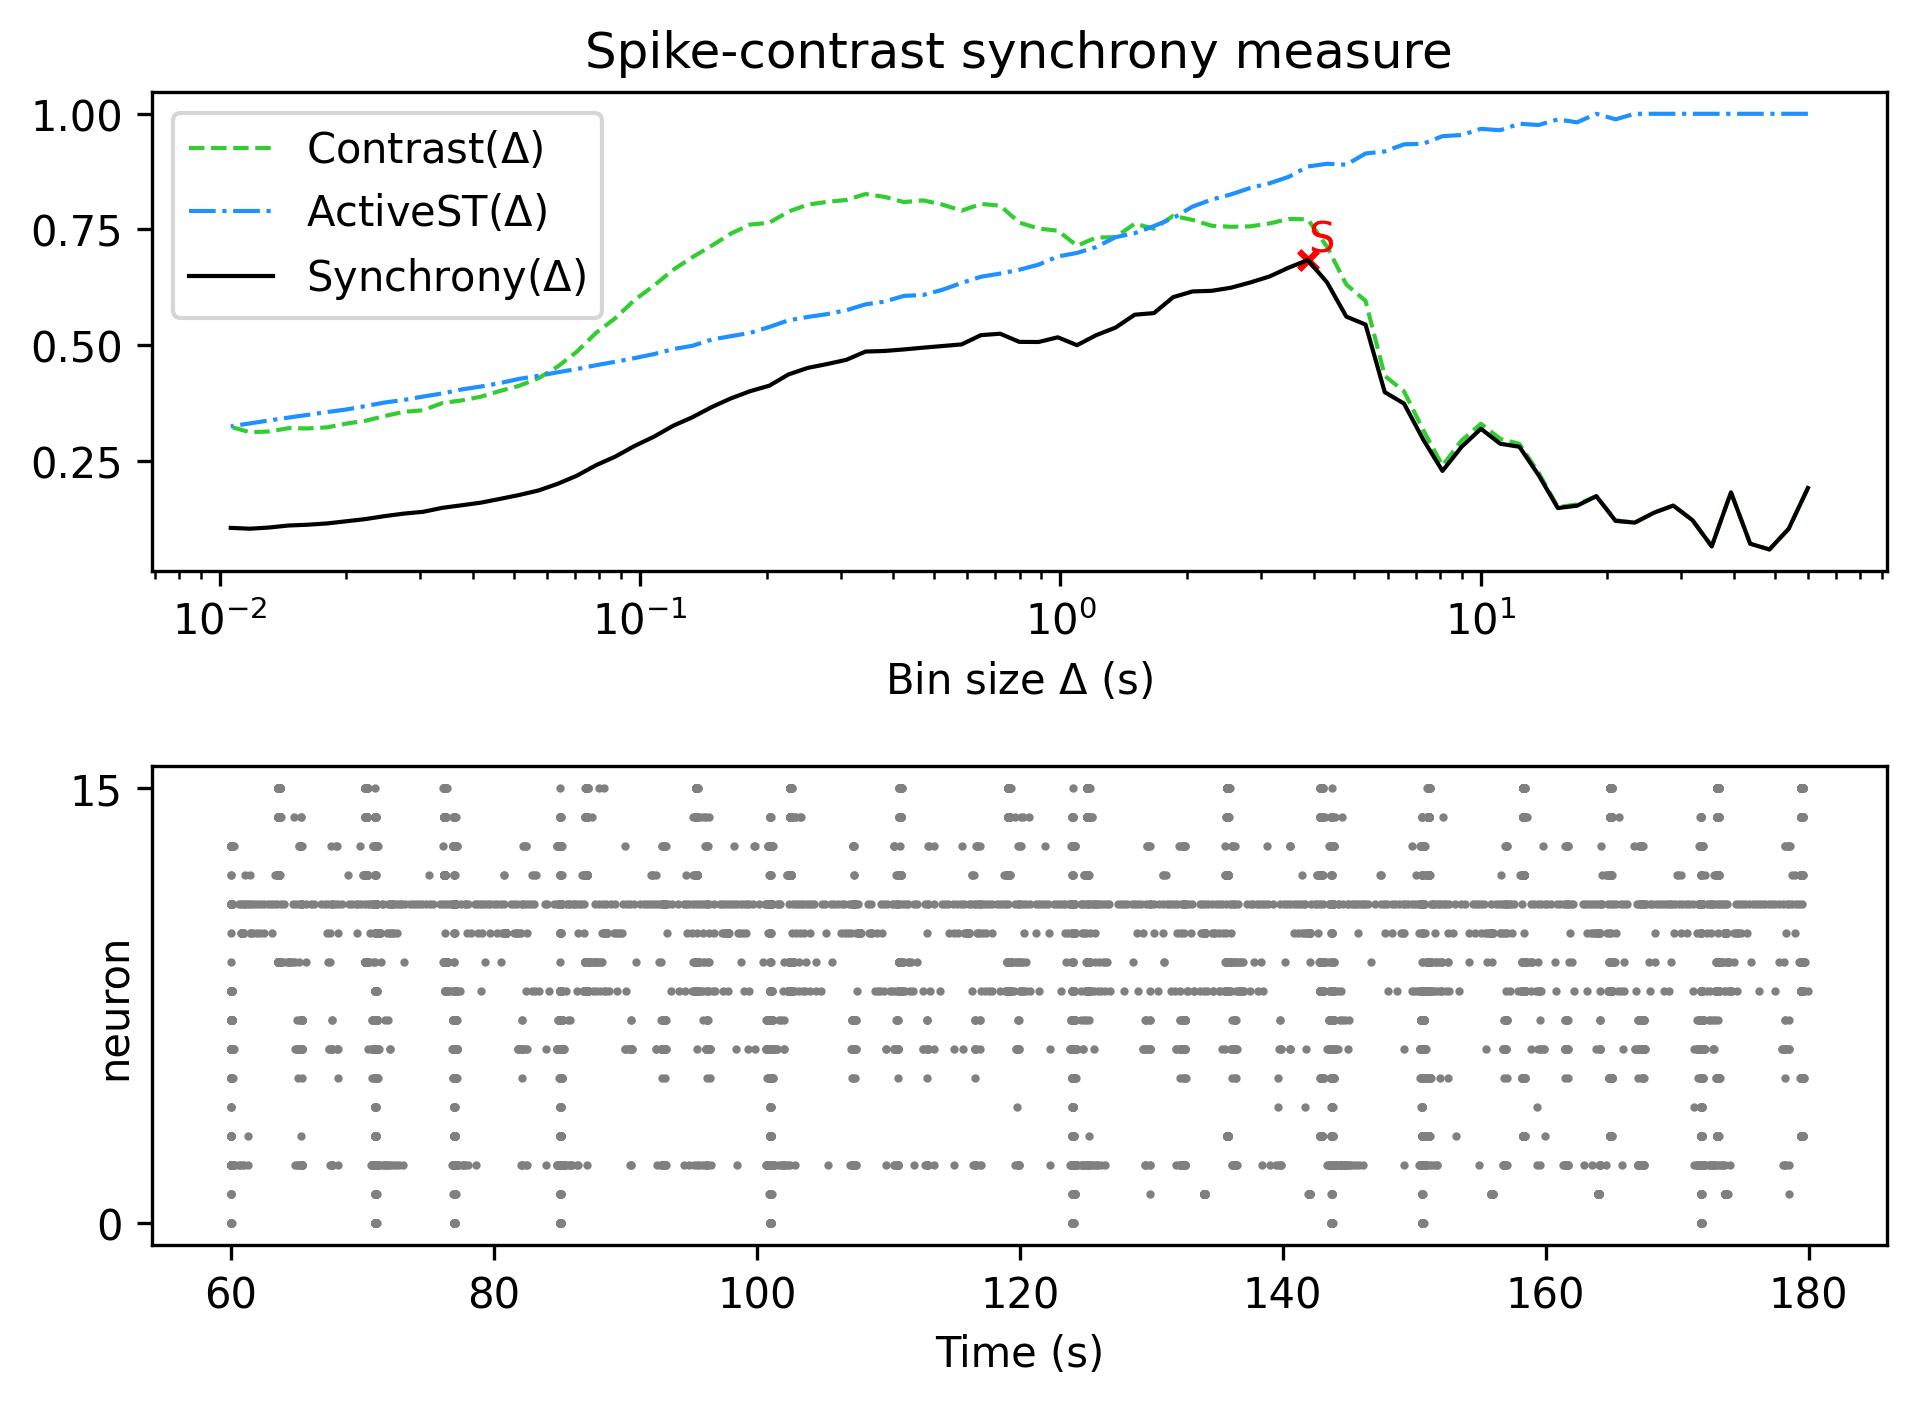 Spike-contrast synchrony measure
1.00
0.75
0.50
0.25
Contrast(Δ)
ActiveST(Δ)
Synchrony(Δ)
S
10⁻² 10⁻¹ 10⁰ 10¹
Bin size Δ (s)
15
0
neuron
60 80 100 120 140 160 180
Time (s)